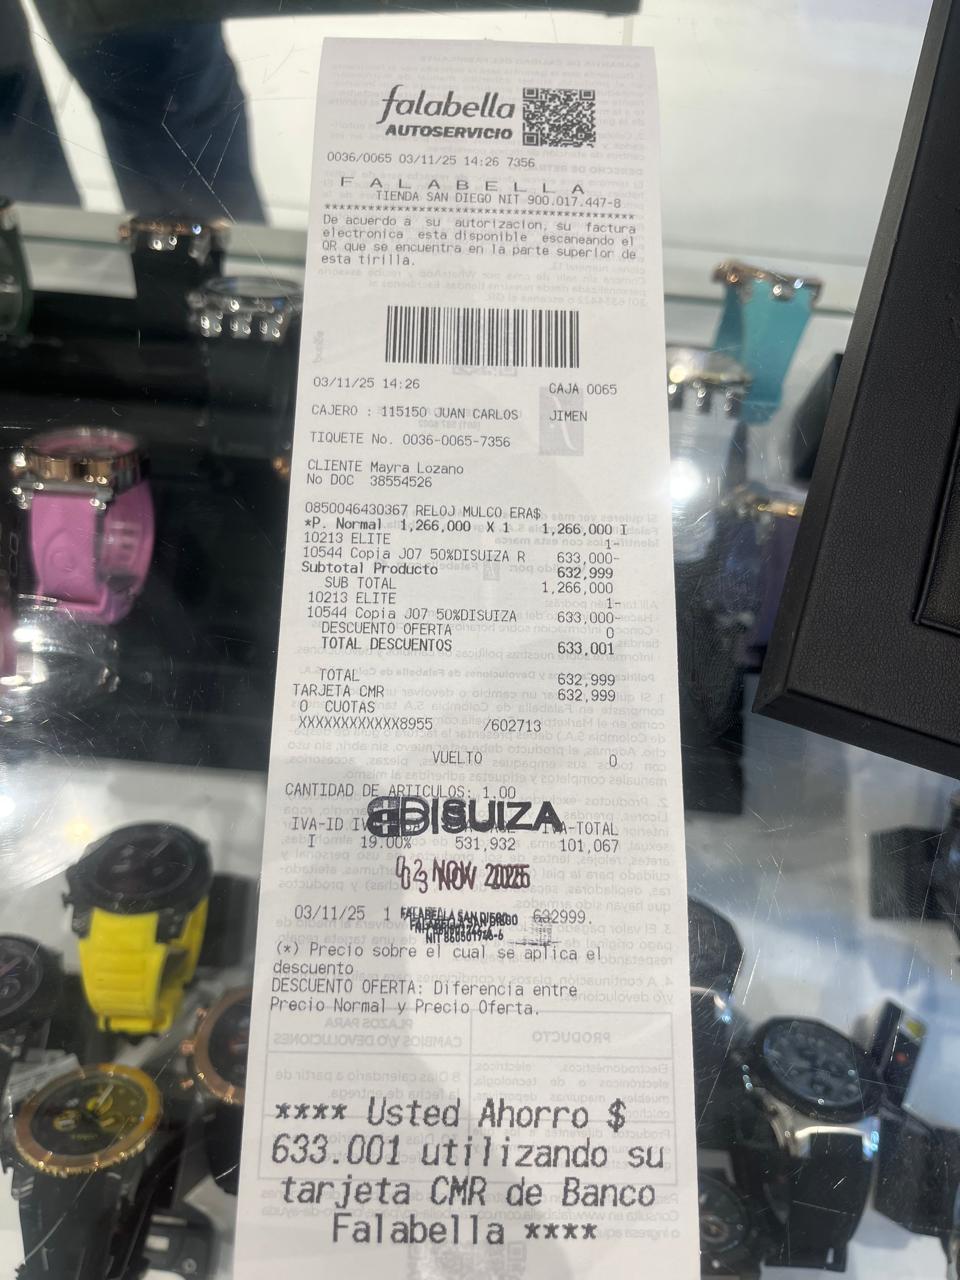 falabella
AUTOSERVICIO
0036/0065 03/11/25 14:26 7356
F A L A B E L L A
TIENDA SAN DIEGO NIT 900.017.447-8
****************************************
De acuerdo a su autorizacion, su factura
electronica esta disponible escaneando el
QR que se encuentra en la parte superior de
esta tirilla.
03/11/25 14:26 CAJA 0065
CAJERO : 115150 JUAN CARLOS JIMEN
TIQUETE No. 0036-0065-7356
CLIENTE Mayra Lozano
No DOC 38554526
0850046430367 RELOJ MULCO ERA$
*P. Normal 1,266,000 X 1 1,266,000 I
10213 ELITE 1-
10544 Copia J07 50%DISUIZA R 633,000-
Subtotal Producto 632,999
SUB TOTAL 1,266,000
10213 ELITE 1-
10544 Copia J07 50%DISUIZA 633,000-
DESCUENTO OFERTA 0
TOTAL DESCUENTOS 633,001
TOTAL 632,999
TARJETA CMR 632,999
0 CUOTAS
XXXXXXXXXXXX8955 /602713
VUELTO 0
CANTIDAD DE ARTICULOS: 1.00
DISUIZA
IVA-ID IVA-TOTAL
I 19.00% 531,932 101,067
NOV 2025
03/11/25 1 632999.
FALABELLA SAN DIEGO
(*) Precio sobre el cual se aplica el
descuento
DESCUENTO OFERTA: Diferencia entre
Precio Normal y Precio Oferta.
**** Usted Ahorro $
633.001 utilizando su
tarjeta CMR de Banco
Falabella ****